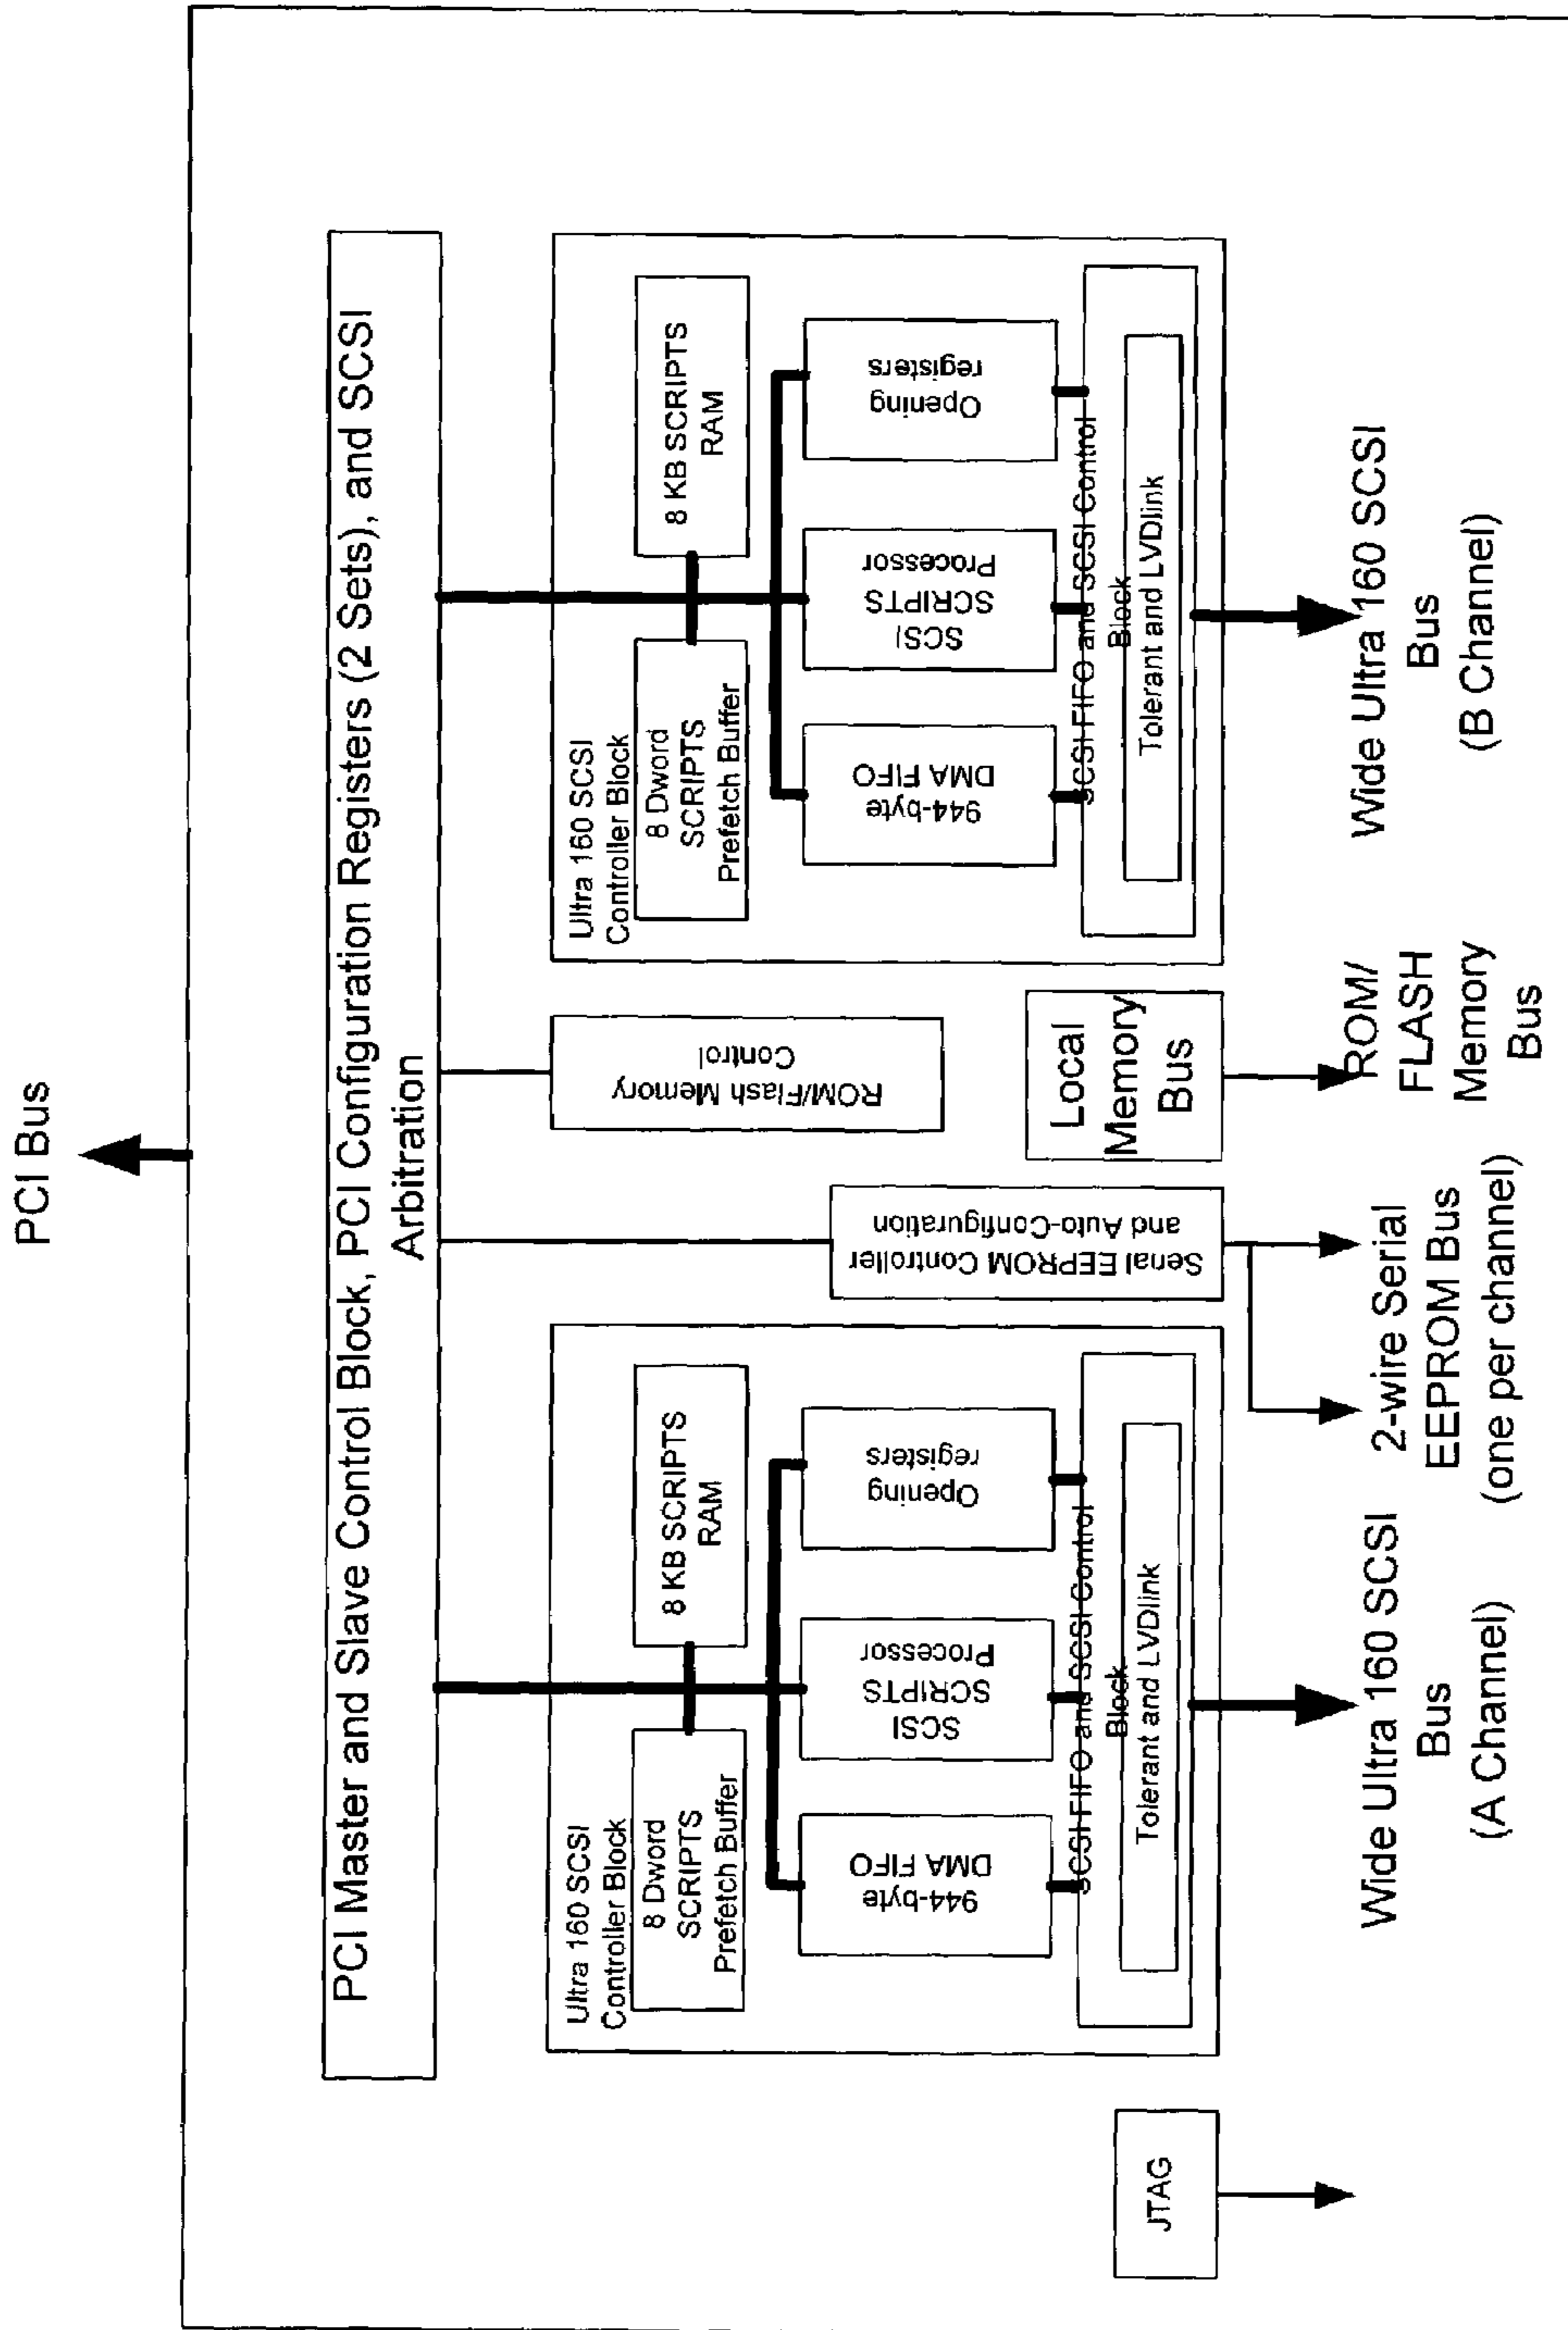 PCI Bus
PCI Master and Slave Control Block, PCI Configuration Registers (2 Sets), and SCSI
Arbitration
Ultra 160 SCSI
Controller Block
8 Dword
SCRIPTS
Prefetch Buffer
8 KB SCRIPTS
RAM
944-byte
DMA FIFO
SCSI
SCRIPTS
Processor
Opening
registers
SCSI FIFO and SCSI Control
Block
Tolerant and LVDlink
Serial EEPROM Controller
and Auto-Configuration
ROM/Flash Memory
Control
Local
Memory
Bus
Ultra 160 SCSI
Controller Block
8 Dword
SCRIPTS
Prefetch Buffer
8 KB SCRIPTS
RAM
944-byte
DMA FIFO
SCSI
SCRIPTS
Processor
Opening
registers
SCSI FIFO and SCSI Control
Block
Tolerant and LVDlink
JTAG
Wide Ultra 160 SCSI
Bus
(A Channel)
2-wire Serial
EEPROM Bus
(one per channel)
ROM/
FLASH
Memory
Bus
Wide Ultra 160 SCSI
Bus
(B Channel)